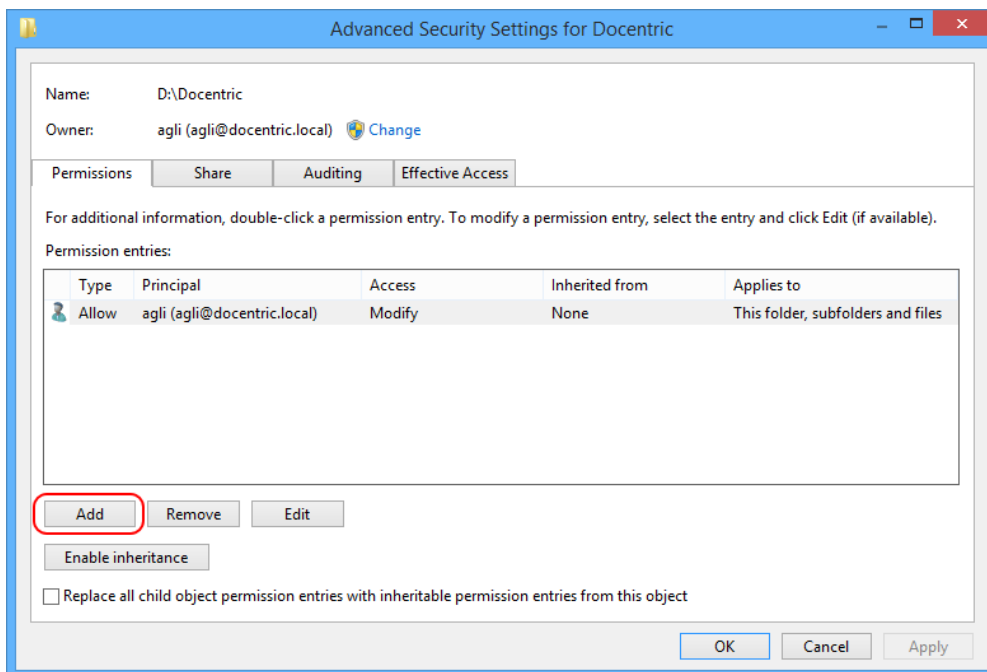 Advanced Security Settings for Docentric
Name: D:\Docentric
Owner: agli (agli@docentric.local) Change
Permissions Share Auditing Effective Access
For additional information, double-click a permission entry. To modify a permission entry, select the entry and click Edit (if available).
Permission entries:
Type Principal Access Inherited from Applies to
Allow agli (agli@docentric.local) Modify None This folder, subfolders and files
Add Remove Edit
Enable inheritance
Replace all child object permission entries with inheritable permission entries from this object
OK Cancel Apply